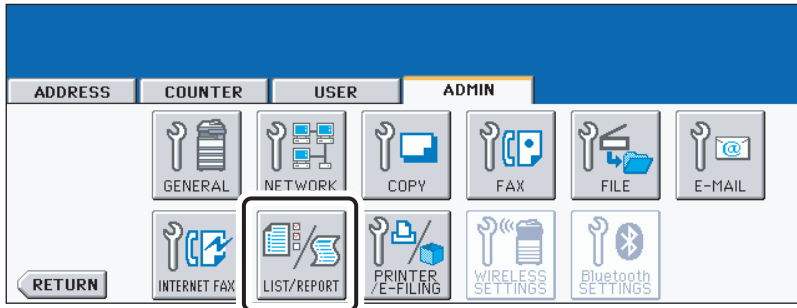 ADDRESS COUNTER USER ADMIN
GENERAL NETWORK COPY FAX FILE E-MAIL
@
INTERNET FAX LIST/REPORT PRINTER
/E-FILING WIRELESS
SETTINGS Bluetooth
SETTINGS
RETURN